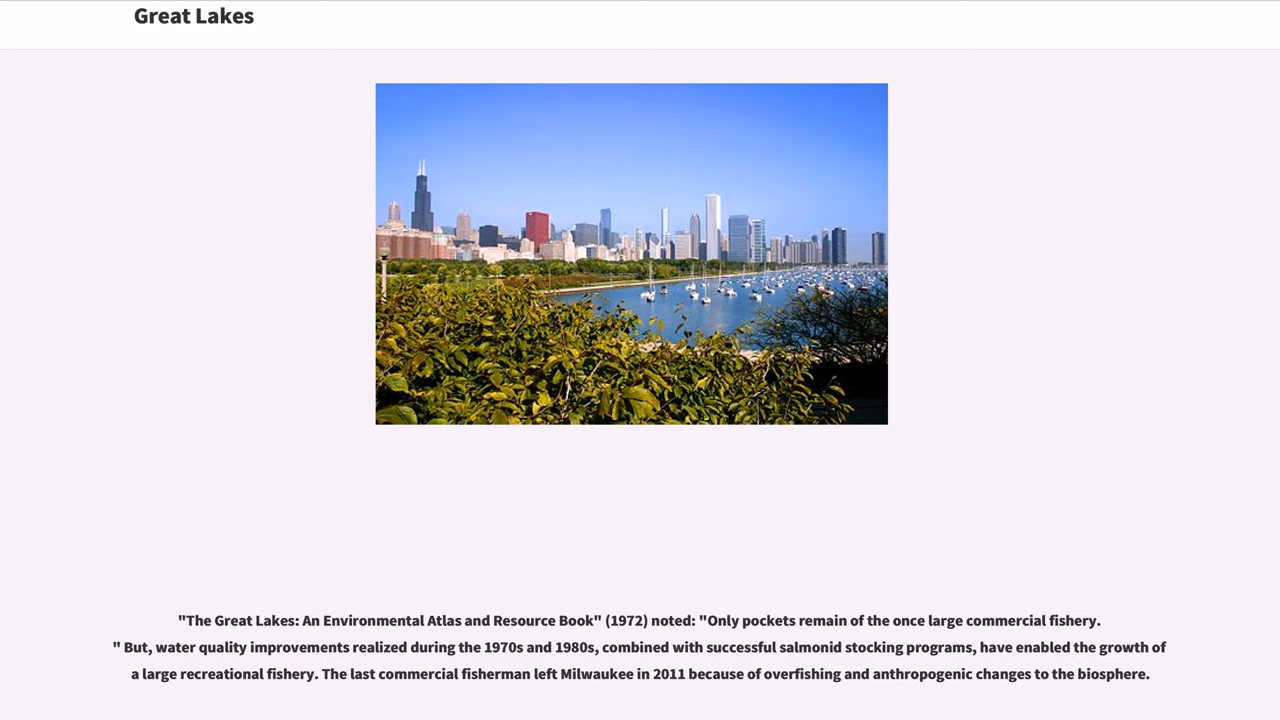 Great Lakes
"The Great Lakes: An Environmental Atlas and Resource Book" (1972) noted: "Only pockets remain of the once large commercial fishery.
" But, water quality improvements realized during the 1970s and 1980s, combined with successful salmonid stocking programs, have enabled the growth of
a large recreational fishery. The last commercial fisherman left Milwaukee in 2011 because of overfishing and anthropogenic changes to the biosphere.